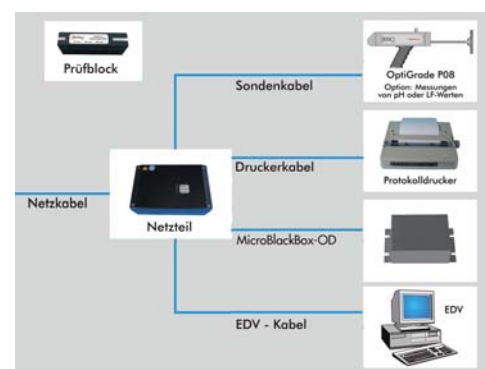 Prüfblock
Sondenkabel
OptiGrade P08
Option: Messungen
von pH oder LF-Werten
Druckerkabel
Protokolldrucker
Netzkabel
Netzteil
MicroBlackBox-OD
EDV
EDV - Kabel